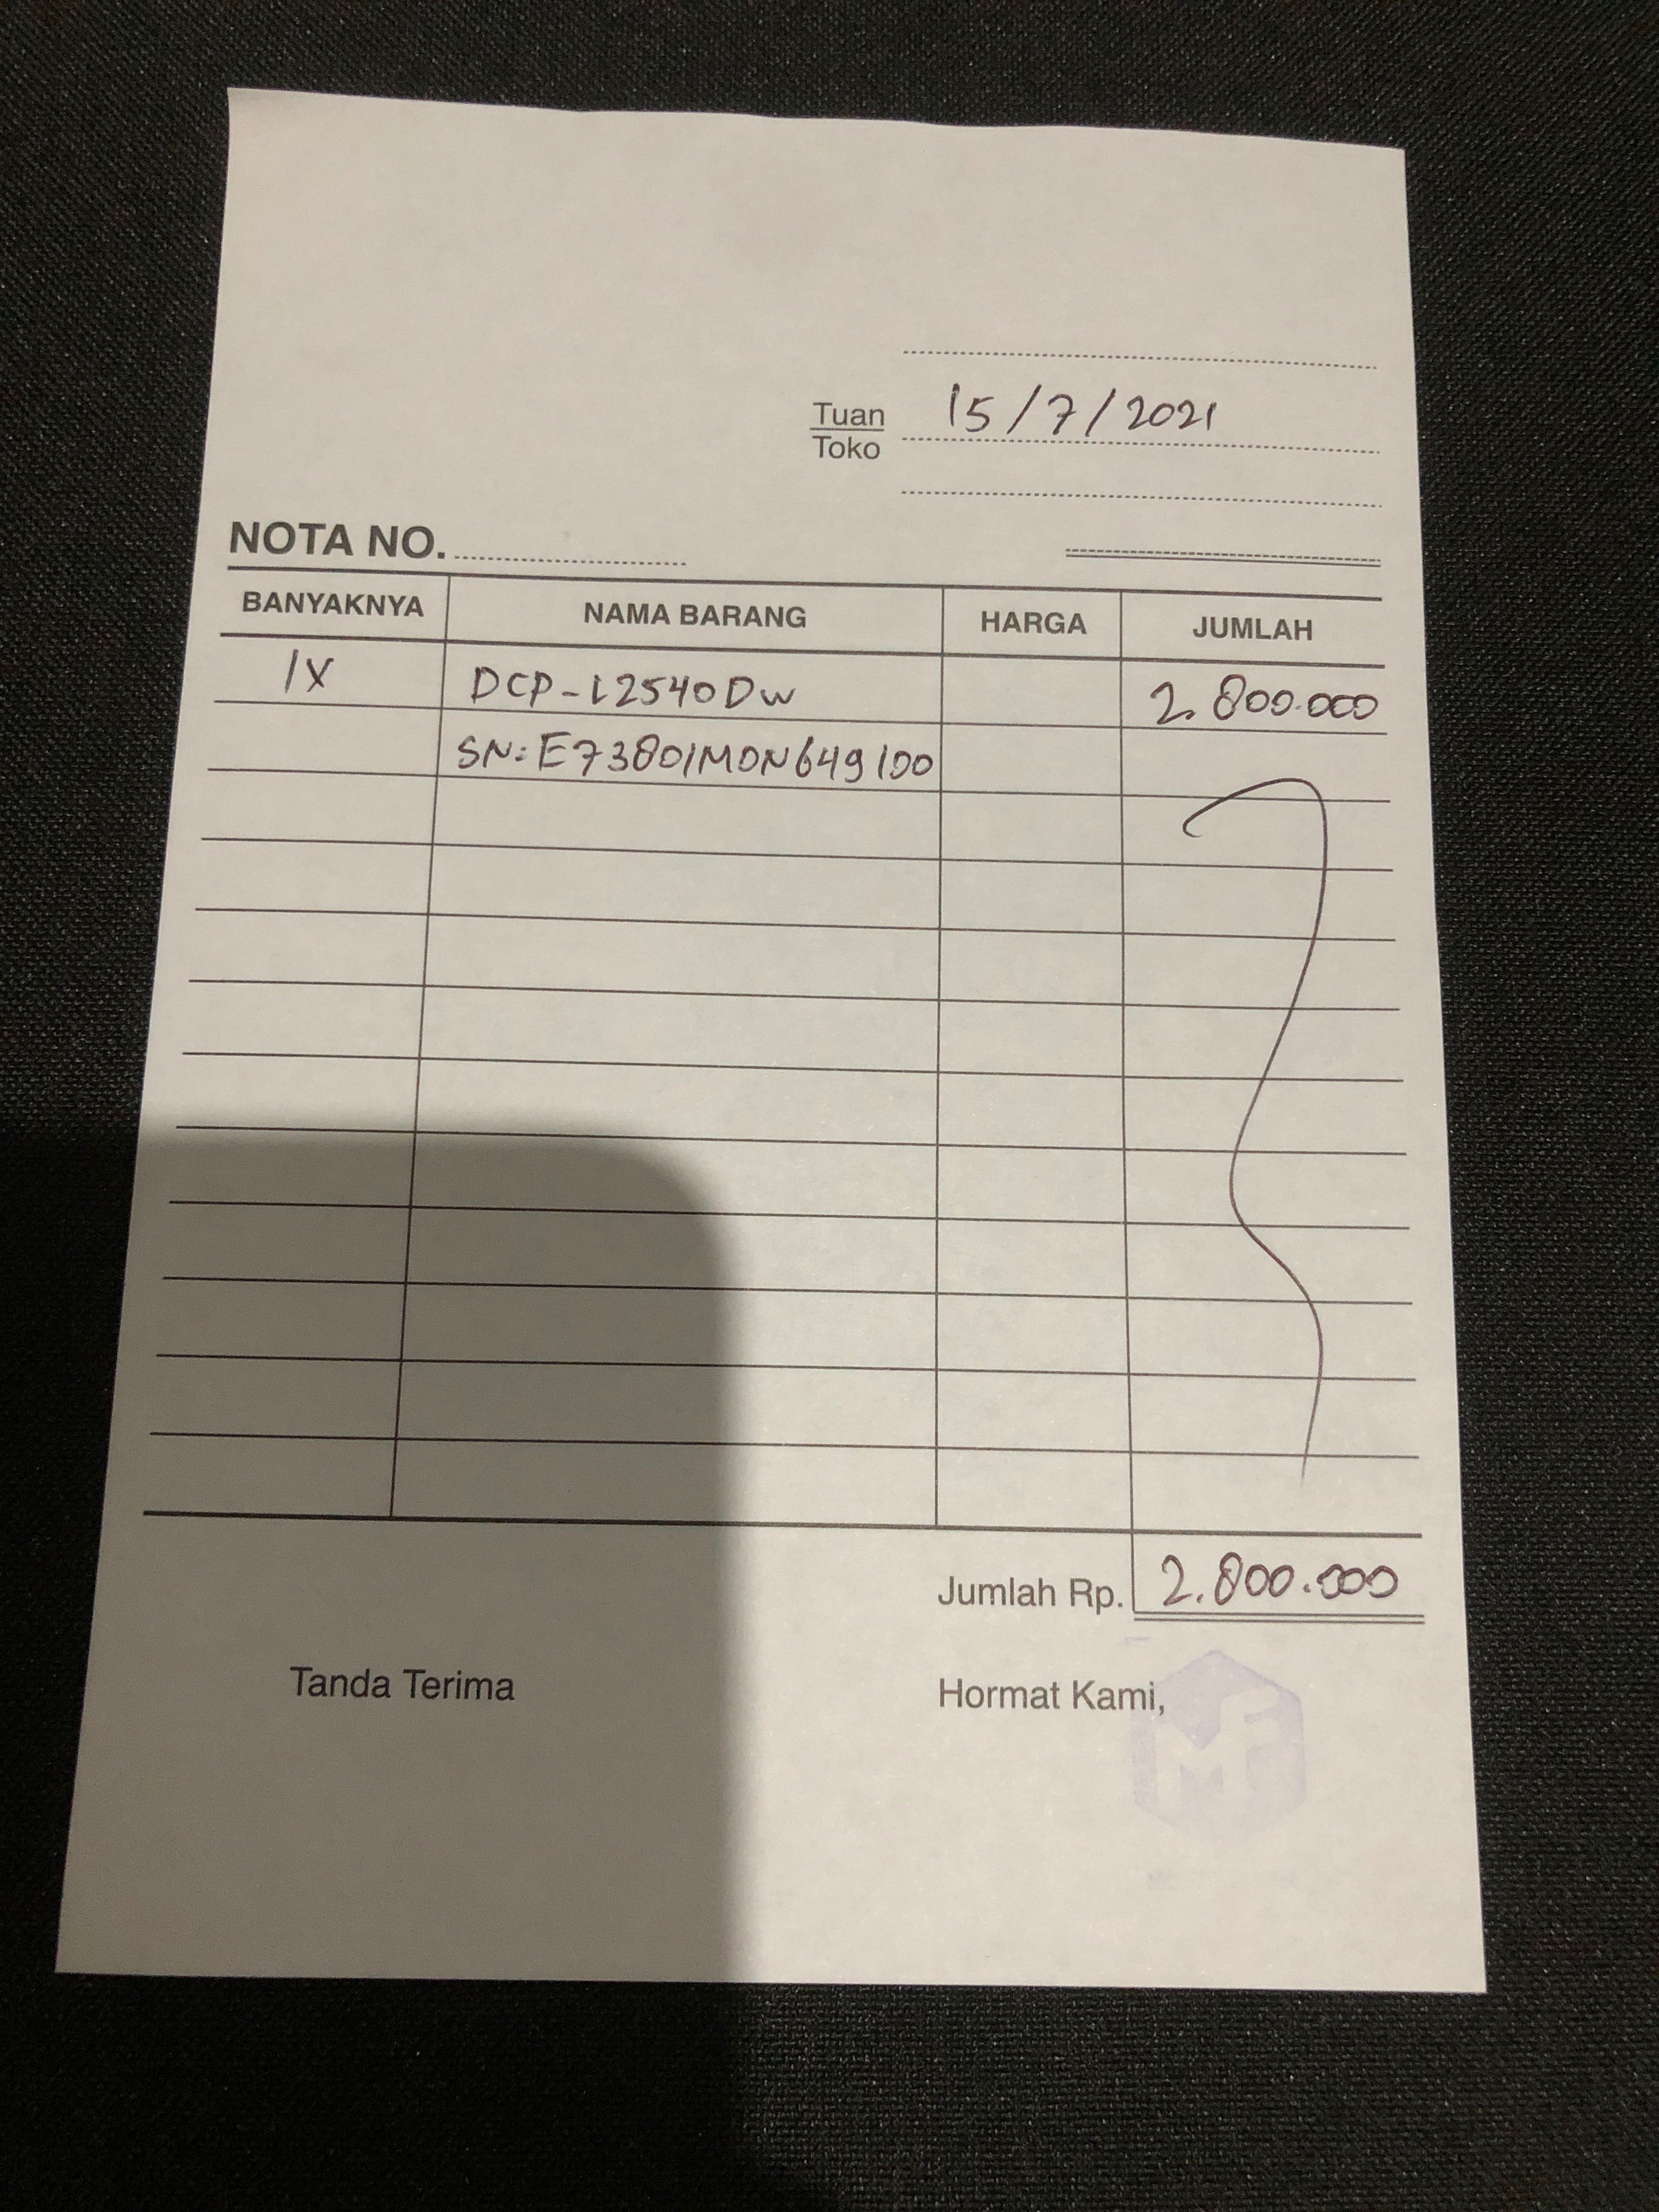 Tuan
Toko
15/7/2021
NOTA NO.
BANYAKNYA NAMA BARANG HARGA JUMLAH
1X DCP-L2540DW 2.800.000
SN: E73801M0N649100
Jumlah Rp. 2.800.000
Tanda Terima Hormat Kami,
MF